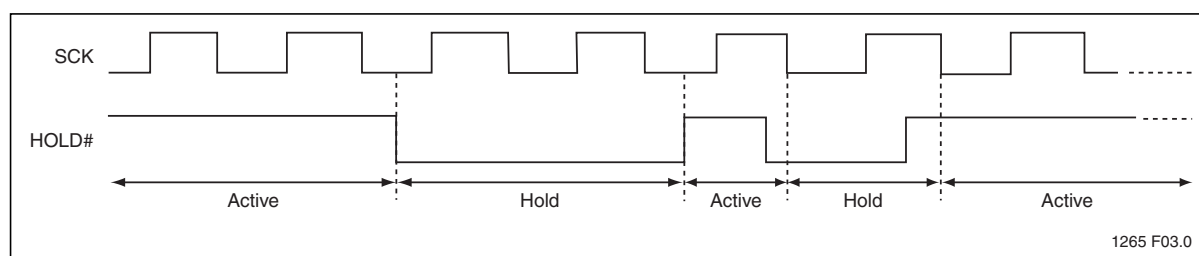 SCK
HOLD#
Active
Hold
Active
Hold
Active
1265 F03.0